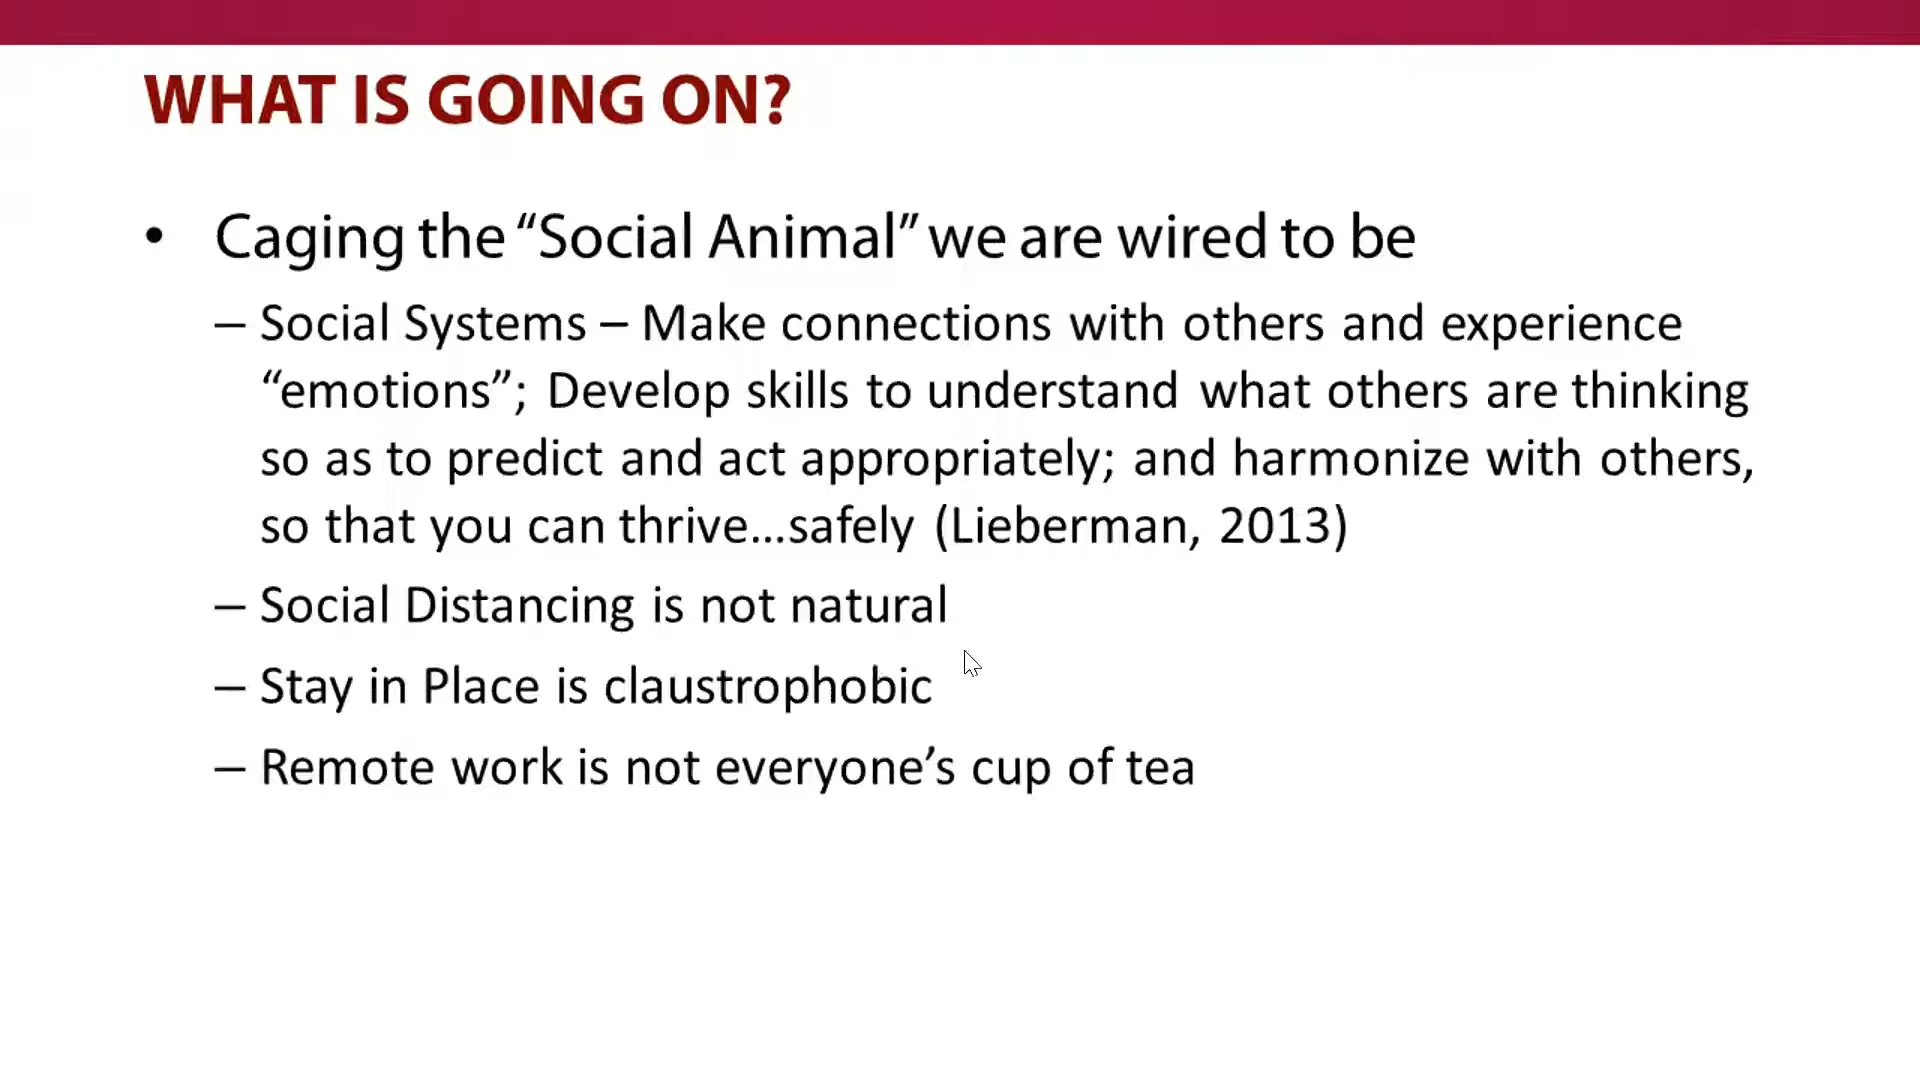 WHAT IS GOING ON?
• Caging the “Social Animal” we are wired to be
– Social Systems – Make connections with others and experience
“emotions”; Develop skills to understand what others are thinking
so as to predict and act appropriately; and harmonize with others,
so that you can thrive...safely (Lieberman, 2013)
– Social Distancing is not natural
– Stay in Place is claustrophobic
– Remote work is not everyone’s cup of tea